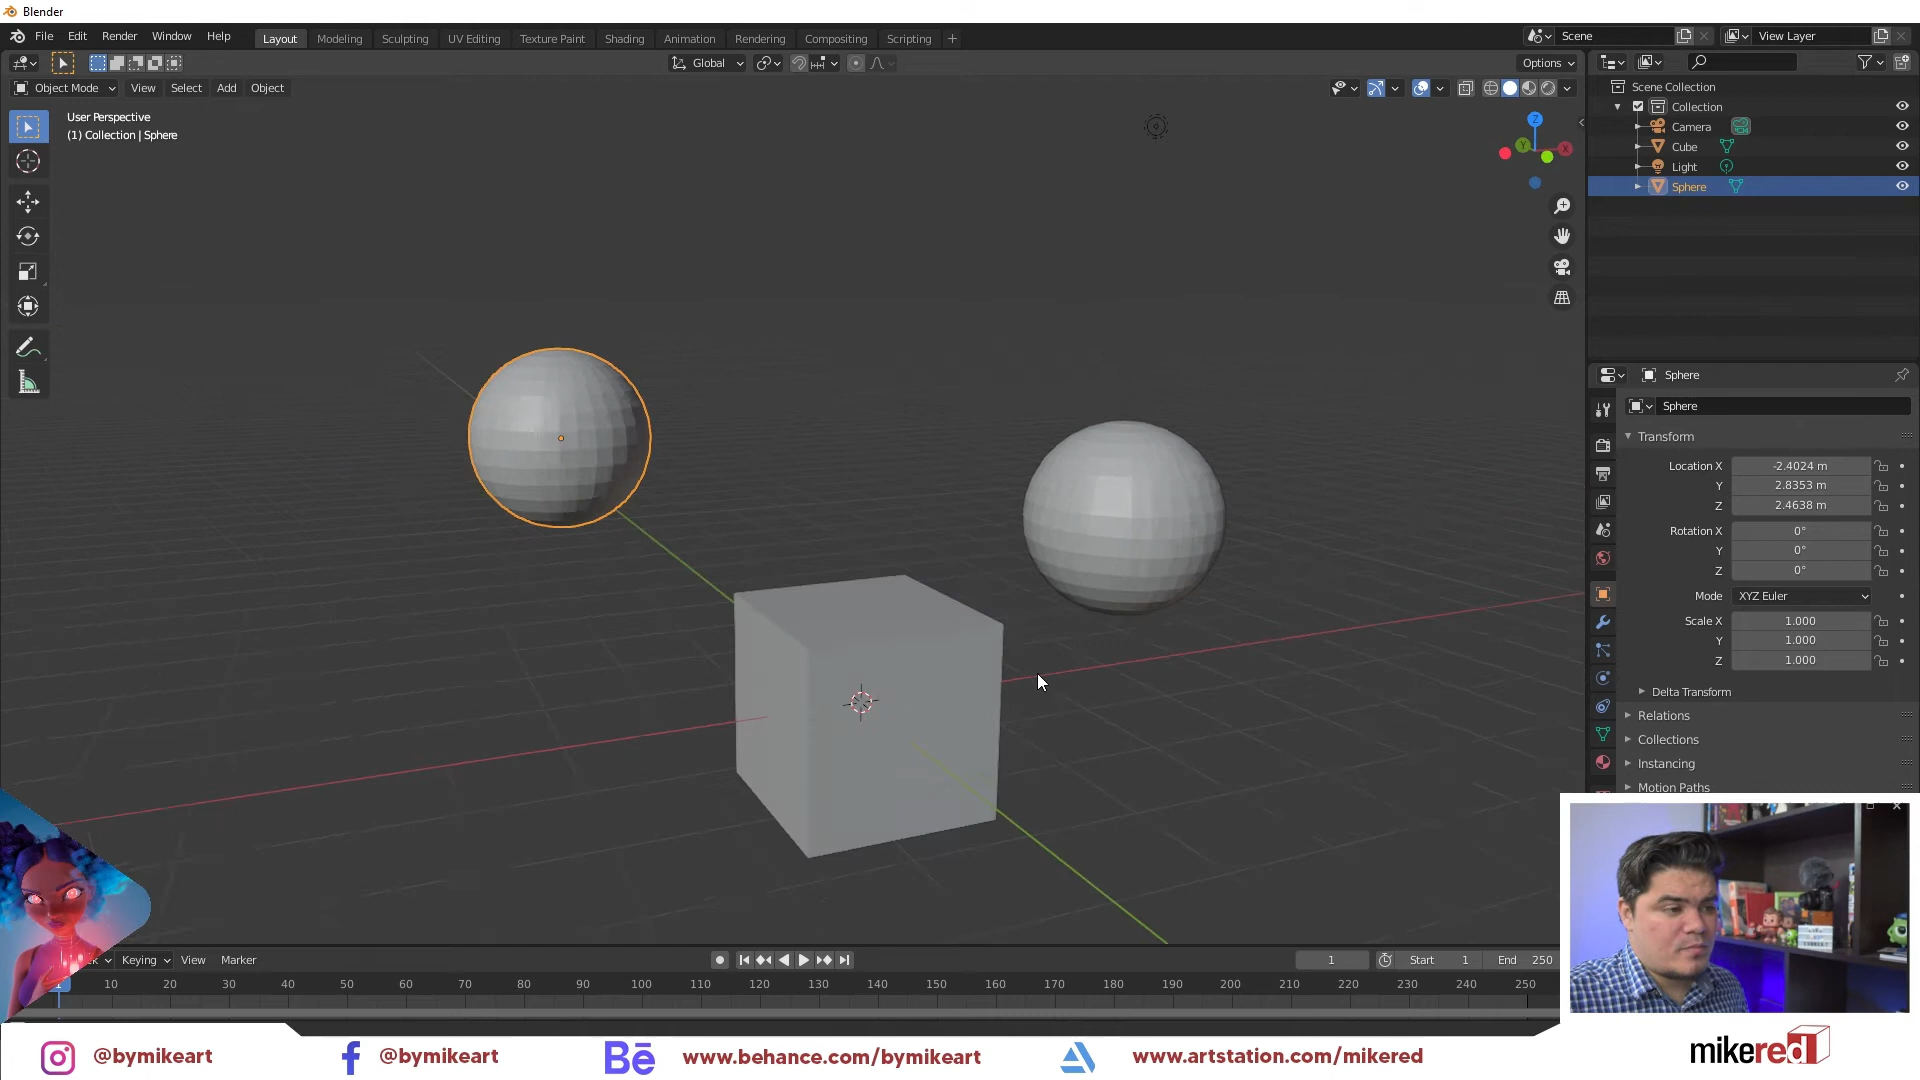 Blender
File Edit Render Window Help
Layout Modeling Sculpting UV Editing Texture Paint Shading Animation Rendering Compositing Scripting +
Scene
View Layer
Global
Options
Object Mode View Select Add Object
User Perspective
(1) Collection | Sphere
Z
Y
X
Scene Collection
Collection
Camera
Cube
Light
Sphere
Sphere
Sphere
Transform
Location X -2.4024 m
Y 2.8353 m
Z 2.4638 m
Rotation X 0°
Y 0°
Z 0°
Mode XYZ Euler
Scale X 1.000
Y 1.000
Z 1.000
Delta Transform
Relations
Collections
Instancing
Motion Paths
Keying View Marker
1
Start 1
End 250
1 10 20 30 40 50 60 70 80 90 100 110 120 130 140 150 160 170 180 190 200 210 220 230 240 250
@bymikeart
@bymikeart
Bē www.behance.com/bymikeart
www.artstation.com/mikered
mikered